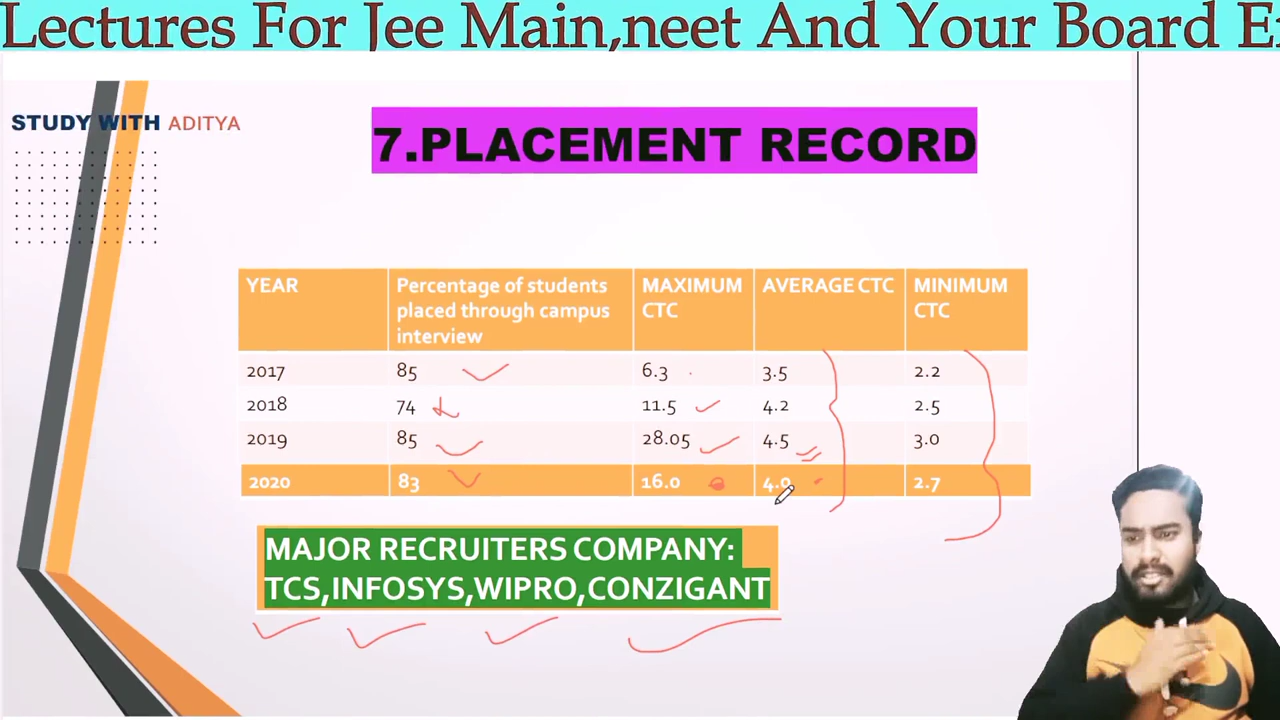 Lectures For Jee Main,neet And Your Board E
STUDY WITH ADITYA
7.PLACEMENT RECORD
YEAR Percentage of students placed through campus interview MAXIMUM CTC AVERAGE CTC MINIMUM CTC
2017 85 6.3 3.5 2.2
2018 74 11.5 4.2 2.5
2019 85 28.05 4.5 3.0
2020 83 16.0 4.0 2.7
MAJOR RECRUITERS COMPANY:
TCS,INFOSYS,WIPRO,CONZIGANT